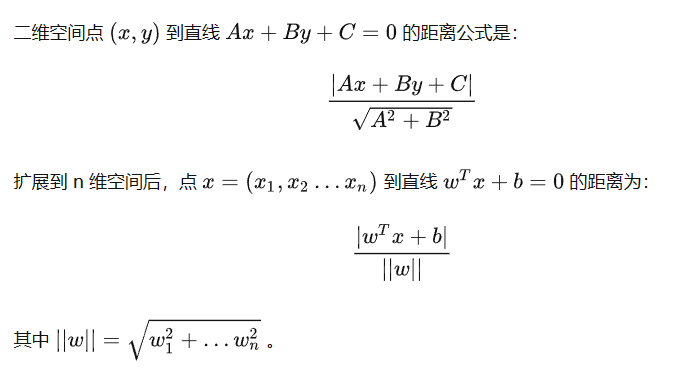 二维空间点 $(x, y)$ 到直线 $Ax + By + C = 0$ 的距离公式是：
$$\frac{|Ax + By + C|}{\sqrt{A^2 + B^2}}$$
扩展到 n 维空间后，点 $x = (x_1, x_2 \dots x_n)$ 到直线 $w^T x + b = 0$ 的距离为：
$$\frac{|w^T x + b|}{||w||}$$
其中 $||w|| = \sqrt{w_1^2 + \dots w_n^2}$ 。